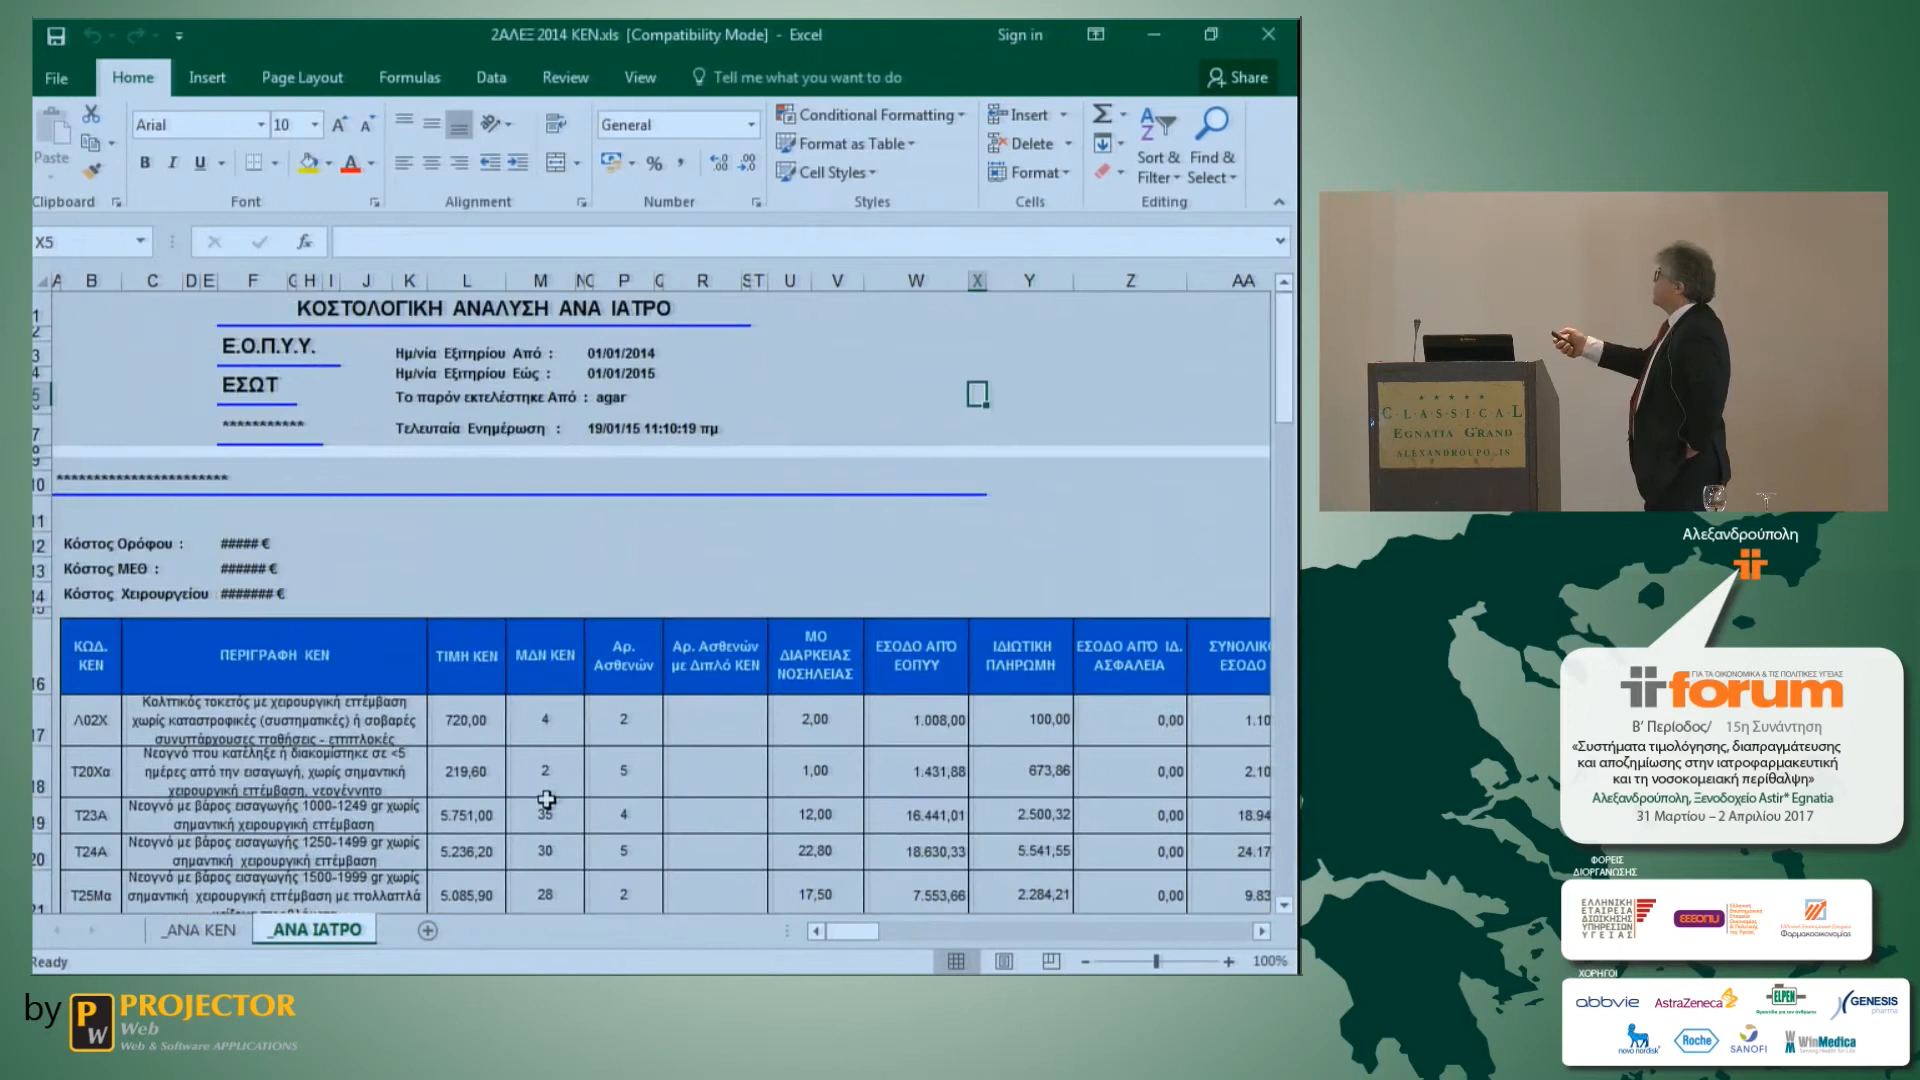 2ΑΛΕΞ 2014 ΚΕΝ.xls [Compatibility Mode] - Excel
Sign in
File
Home
Insert
Page Layout
Formulas
Data
Review
View
Tell me what you want to do
Share
Paste
Clipboard
Arial
10
B I U
Font
Alignment
General
Number
Conditional Formatting
Format as Table
Cell Styles
Styles
Insert
Delete
Format
Cells
Sort & Filter
Find & Select
Editing
X5
fx
A B C D E F G H I J K L M P R S T U V W X Y Z AA
ΚΟΣΤΟΛΟΓΙΚΗ ΑΝΑΛΥΣΗ ΑΝΑ ΙΑΤΡΟ
Ε.Ο.Π.Υ.Υ.
Ημ/νία Εξιτηρίου Από : 01/01/2014
Ημ/νία Εξιτηρίου Εώς : 01/01/2015
ΕΣΩΤ
Το παρόν εκτελέστηκε Από : agar
***********
Τελευταία Ενημέρωση : 19/01/15 11:10:19 πμ
***********************
Κόστος Ορόφου : ##### €
Κόστος ΜΕΘ : ###### €
Κόστος Χειρουργείου ####### €
ΚΩΔ. ΚΕΝ
ΠΕΡΙΓΡΑΦΗ ΚΕΝ
ΤΙΜΗ ΚΕΝ
ΜΔΝ ΚΕΝ
Αρ. Ασθενών
Αρ. Ασθενών με Διπλό ΚΕΝ
ΜΟ ΔΙΑΡΚΕΙΑΣ ΝΟΣΗΛΕΙΑΣ
ΕΣΟΔΟ ΑΠΌ ΕΟΠΥΥ
ΙΔΙΩΤΙΚΗ ΠΛΗΡΩΜΗ
ΕΣΟΔΟ ΑΠΌ ΙΔ. ΑΣΦΑΛΕΙΑ
ΕΣΟΔΟ
Λ02Χ
Κολπικός τοκετός με χειρουργική επέμβαση
χωρίς καταστροφικές (συστηματικές) ή σοβαρές
συνυπάρχουσες παθήσεις - επιπλοκές
720,00 4 2 2,00 1.008,00 100,00 0,00 1.10
Τ20Χα
Νεογνό που κατέληξε ή διακομίστηκε σε <5
ημέρες από την εισαγωγή, χωρίς σημαντική
χειρουργική επέμβαση, νεογέννητο
219,60 2 5 1,00 1.431,88 673,86 0,00 2.10
Τ23Α
Νεογνό με βάρος εισαγωγής 1000-1249 gr χωρίς
σημαντική χειρουργική επέμβαση
5.751,00 35 4 12,00 16.441,01 2.500,32 0,00 18.94
Τ24Α
Νεογνό με βάρος εισαγωγής 1250-1499 gr χωρίς
σημαντική χειρουργική επέμβαση
5.236,20 30 5 22,80 18.630,33 5.541,55 0,00 24.17
Τ25Μα
Νεογνό με βάρος εισαγωγής 1500-1999 gr χωρίς
σημαντική χειρουργική επέμβαση με πολλαπλά
5.085,90 28 2 17,50 7.553,66 2.284,21 0,00 9.83
_ΑΝΑ ΚΕΝ
_ΑΝΑ ΙΑΤΡΟ
Ready
100%
CLASSICAL
EGNATIA GRAND
ALEXANDROUPOLIS
Αλεξανδρούπολη
ΓΙΑ ΤΑ ΟΙΚΟΝΟΜΙΚΑ & ΤΙΣ ΠΟΛΙΤΙΚΕΣ ΥΓΕΙΑΣ
forum
Β' Περίοδος/ 15η Συνάντηση
«Συστήματα τιμολόγησης, διαπραγμάτευσης
και αποζημίωσης στην ιατροφαρμακευτική
και τη νοσοκομειακή περίθαλψη»
Αλεξανδρούπολη, Ξενοδοχείο Astir* Egnatia
31 Μαρτίου – 2 Απριλίου 2017
ΦΟΡΕΙΣ
ΔΙΟΡΓΑΝΩΣΗΣ
ΕΛΛΗΝΙΚΗ
ΕΤΑΙΡΕΙΑ
ΔΙΟΙΚΗΣΗΣ
ΥΠΗΡΕΣΙΩΝ
ΥΓΕΙΑΣ
Φαρμακοοικονομίας
ΧΟΡΗΓΟΙ
abbvie
AstraZeneca
ELPEN
GENESIS
pharma
novo nordisk
Roche
SANOFI
WinMedica
by
PW
PROJECTOR
Web
Web & Software APPLICATIONS